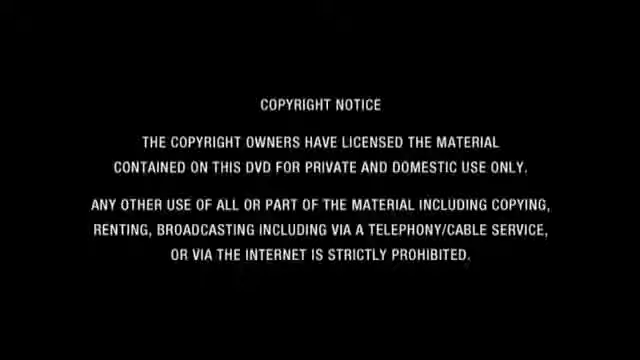 COPYRIGHT NOTICE
THE COPYRIGHT OWNERS HAVE LICENSED THE MATERIAL
CONTAINED ON THIS DVD FOR PRIVATE AND DOMESTIC USE ONLY.
ANY OTHER USE OF ALL OR PART OF THE MATERIAL INCLUDING COPYING,
RENTING, BROADCASTING INCLUDING VIA A TELEPHONY/CABLE SERVICE,
OR VIA THE INTERNET IS STRICTLY PROHIBITED.